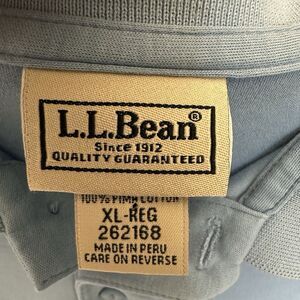 L.L.Bean®
Since 1912
QUALITY GUARANTEED
100% PIMA COTTON
XL-REG
262168
MADE IN PERU
CARE ON REVERSE